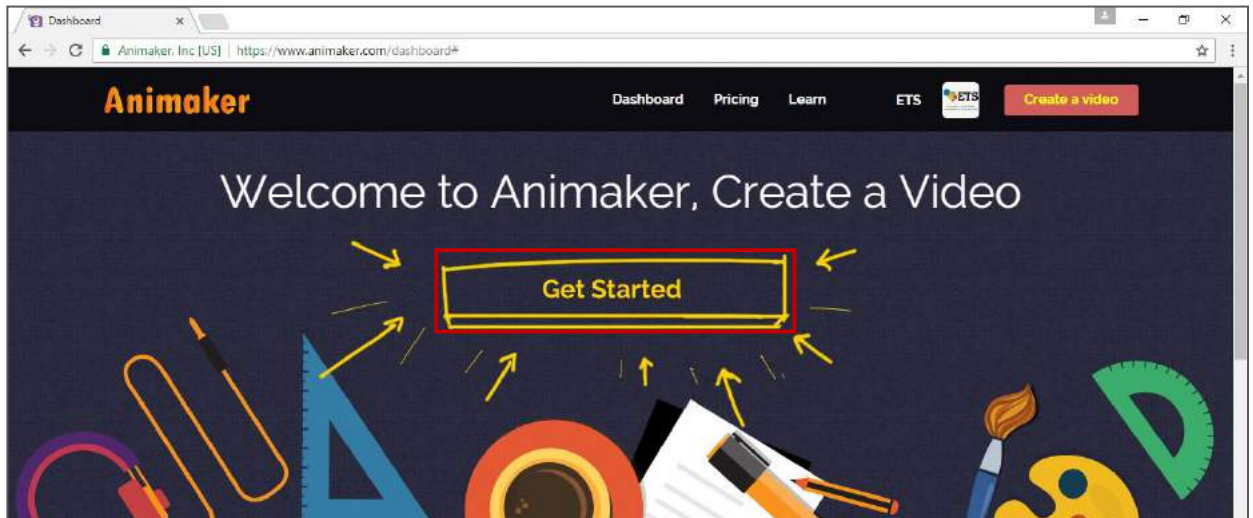 Dashboard
Animaker, Inc [US] https://www.animaker.com/dashboard#
Animaker Dashboard Pricing Learn ETS ETS Create a video
Welcome to Animaker, Create a Video
Get Started